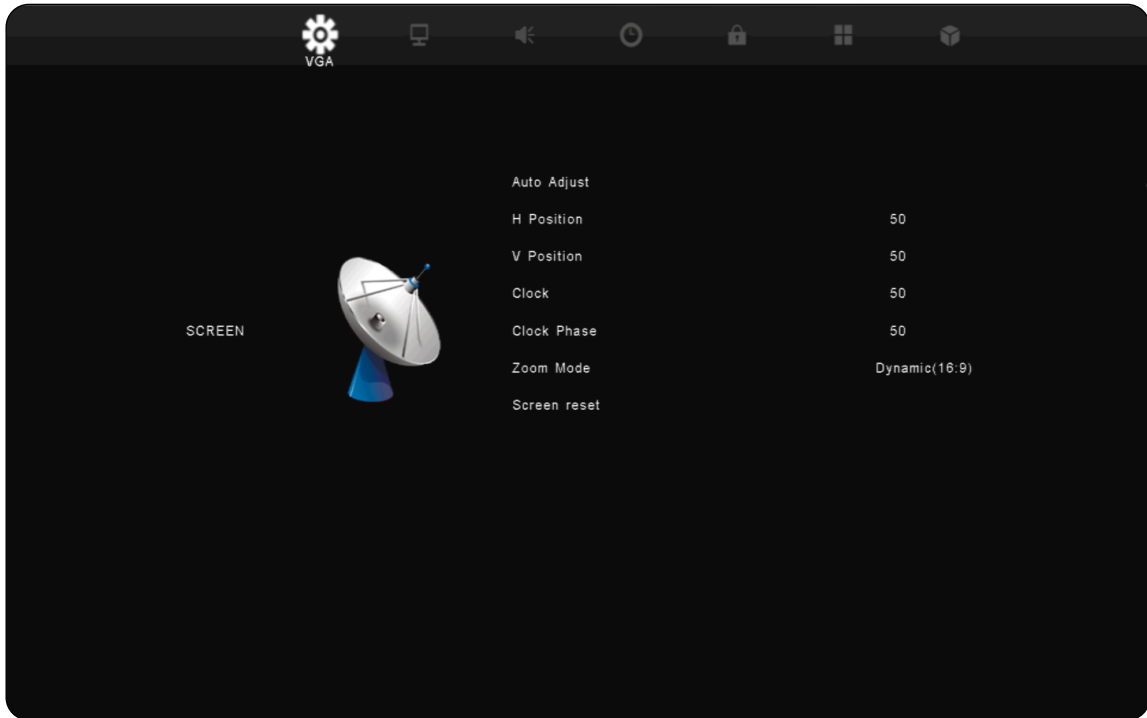 VGA
Auto Adjust
H Position 50
V Position 50
Clock 50
SCREEN
Clock Phase 50
Zoom Mode Dynamic(16:9)
Screen reset